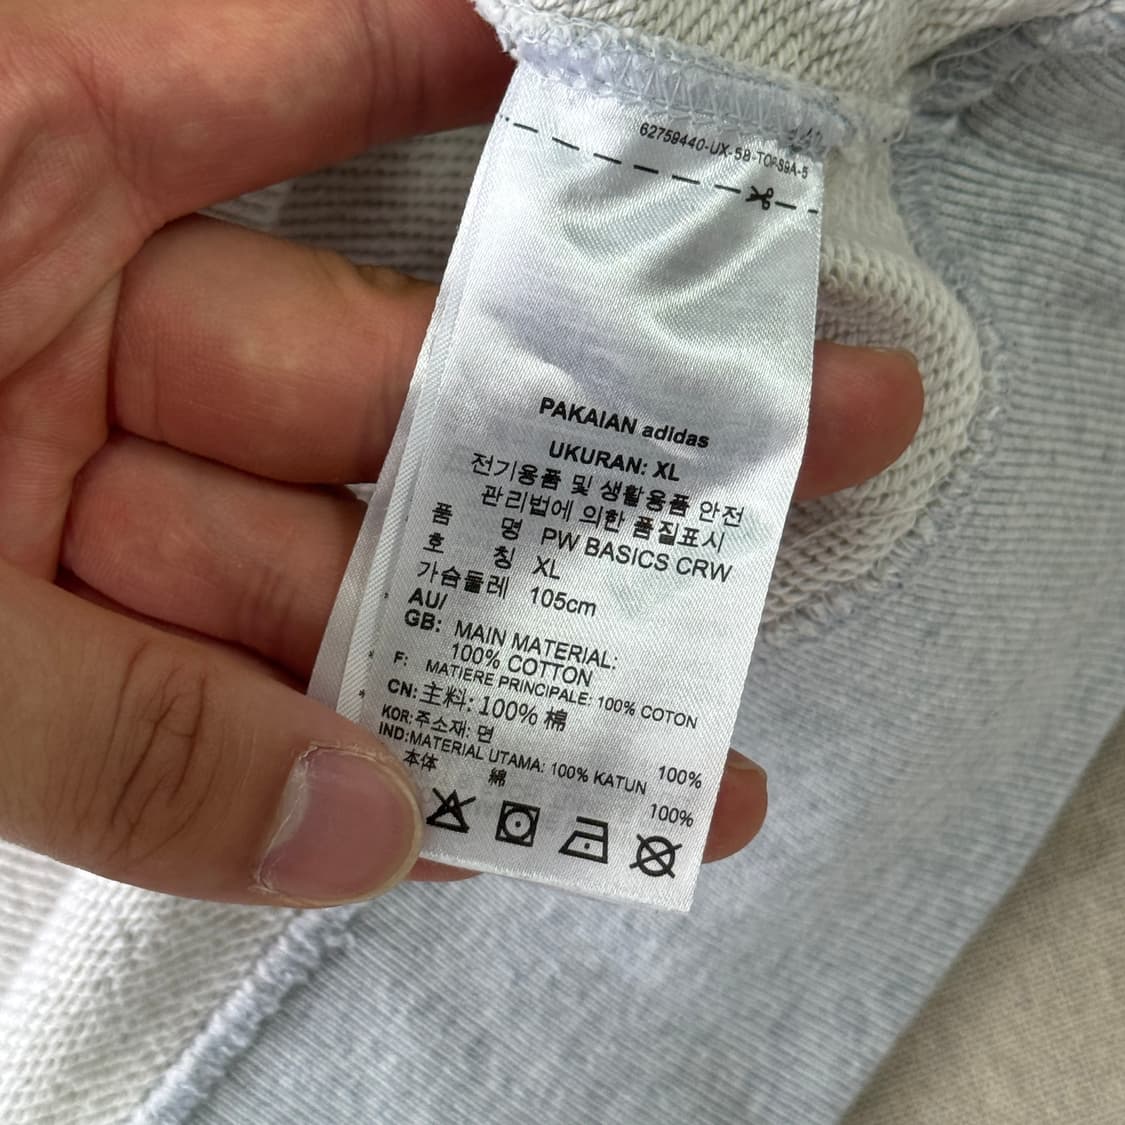 62759440-UX-58-TOP-S9A-5
PAKAIAN adidas
UKURAN: XL
전기용품 및 생활용품 안전
관리법에 의한 품질표시
품 명 PW BASICS CRW
호 칭 XL
가슴둘레 105cm
AU/
GB: MAIN MATERIAL:
100% COTTON
F: MATIERE PRINCIPALE: 100% COTON
CN: 主料: 100% 棉
KOR: 주소재: 면 100%
IND: MATERIAL UTAMA: 100% KATUN
本体 綿 100%